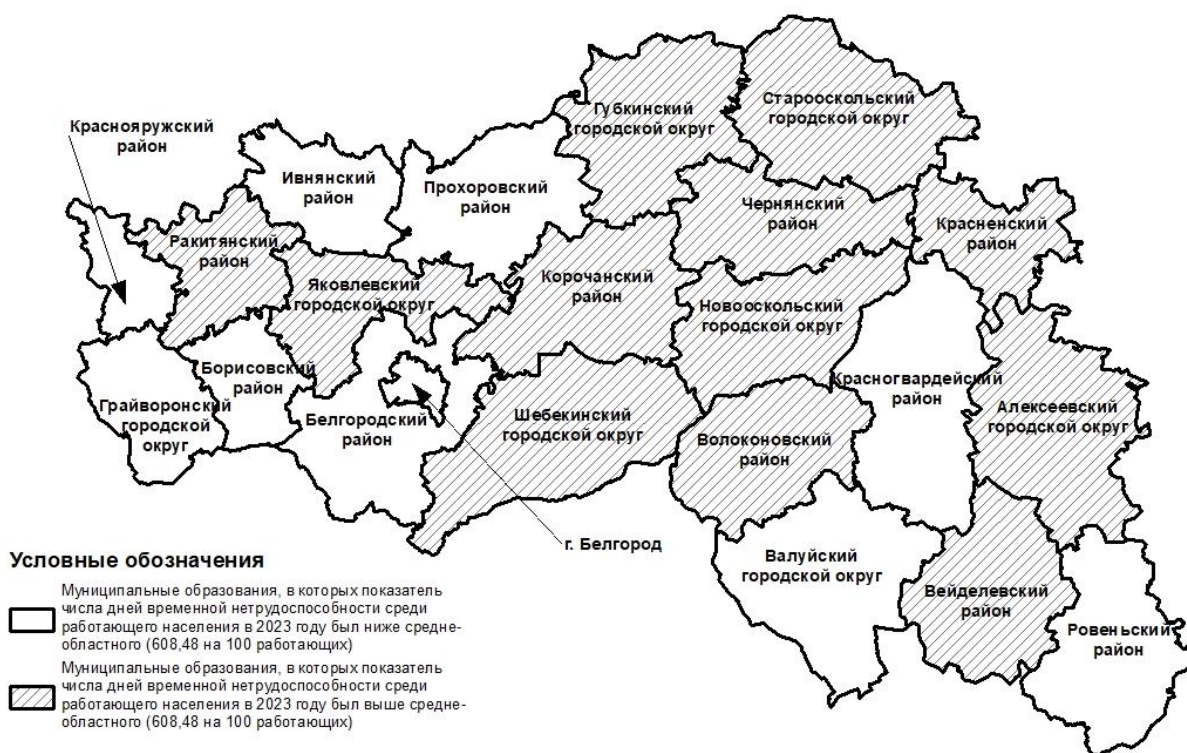 Губкинский
городской округ
Старооскольский
городской округ
Краснояружский
район
Ивнянский
район
Прохоровский
район
Чернянский
район
Красненский
район
Ракитянский
район
Яковлевский
городской округ
Корочанский
район
Новооскольский
городской округ
Борисовский
район
Грайворонский
городской
округ
Белгородский
район
Шебекинский
городской округ
Красногвардейский
район
Алексеевский
городской округ
Волоконовский
район
г. Белгород
Валуйский
городской округ
Вейделевский
район
Ровеньский
район
Условные обозначения
Муниципальные образования, в которых показатель
числа дней временной нетрудоспособности среди
работающего населения в 2023 году был ниже средне-
областного (608,48 на 100 работающих)
Муниципальные образования, в которых показатель
числа дней временной нетрудоспособности среди
работающего населения в 2023 году был выше средне-
областного (608,48 на 100 работающих)